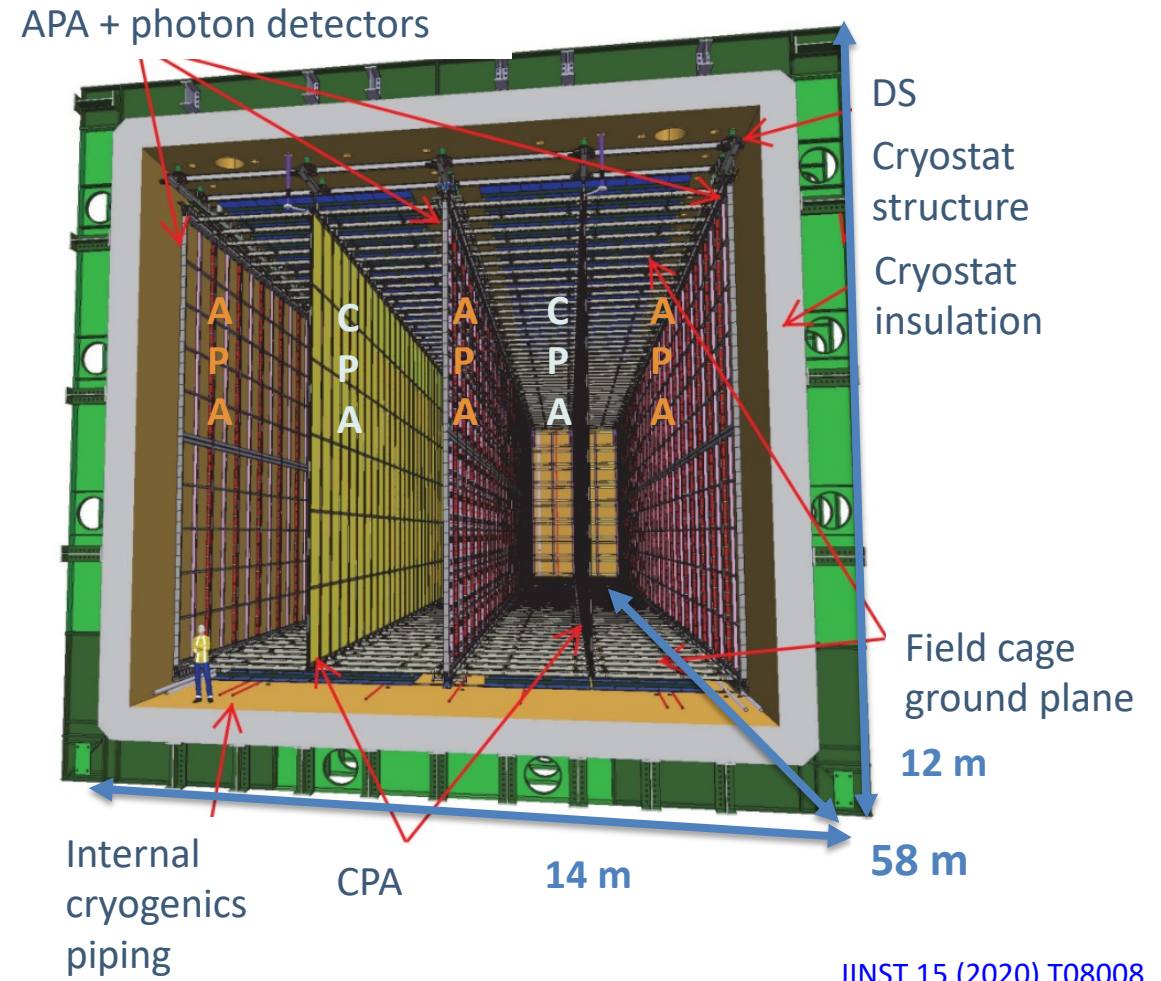 APA + photon detectors
DS
Cryostat
structure
Cryostat
insulation
A
P
A
C
P
A
A
P
A
C
P
A
A
P
A
Field cage
ground plane
12 m
58 m
14 m
CPA
Internal
cryogenics
piping
JINST 15 (2020) T08008